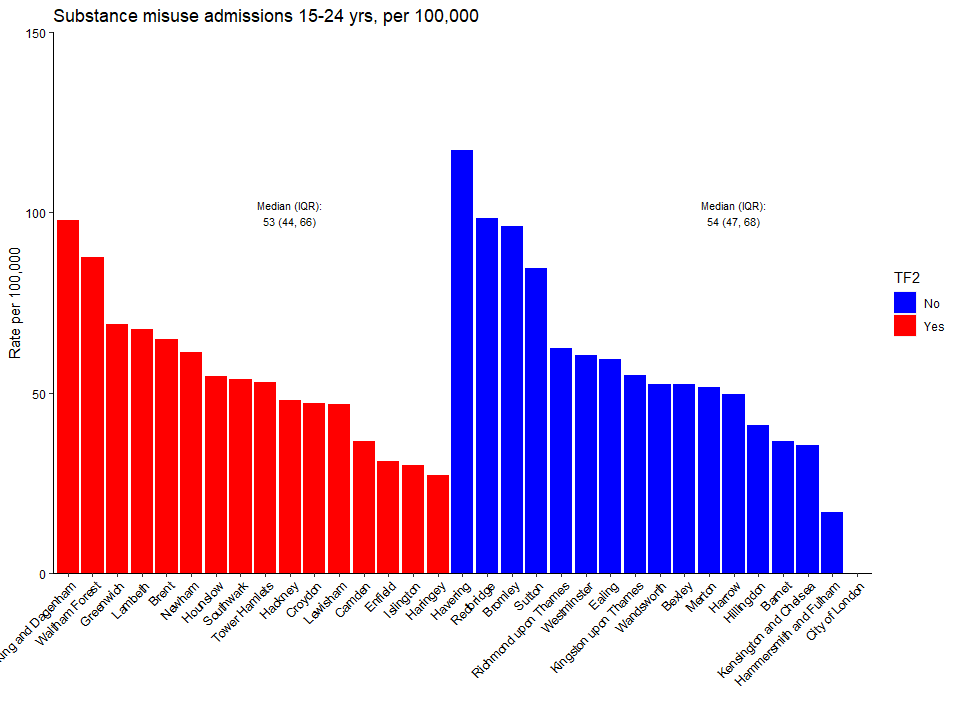 Substance misuse admissions 15-24 yrs, per 100,000
Rate per 100,000
150
100
50
0
Median (IQR):
53 (44, 66)
Median (IQR):
54 (47, 68)
TF2
No
Yes
king and Dagenham
Waltham Forest
Greenwich
Lambeth
Brent
Newham
Hounslow
Southwark
Tower Hamlets
Hackney
Croydon
Lewisham
Camden
Enfield
Islington
Haringey
Havering
Redbridge
Bromley
Sutton
Richmond upon Thames
Westminster
Ealing
Kingston upon Thames
Wandsworth
Bexley
Merton
Harrow
Hillingdon
Barnet
Kensington and Chelsea
Hammersmith and Fulham
City of London